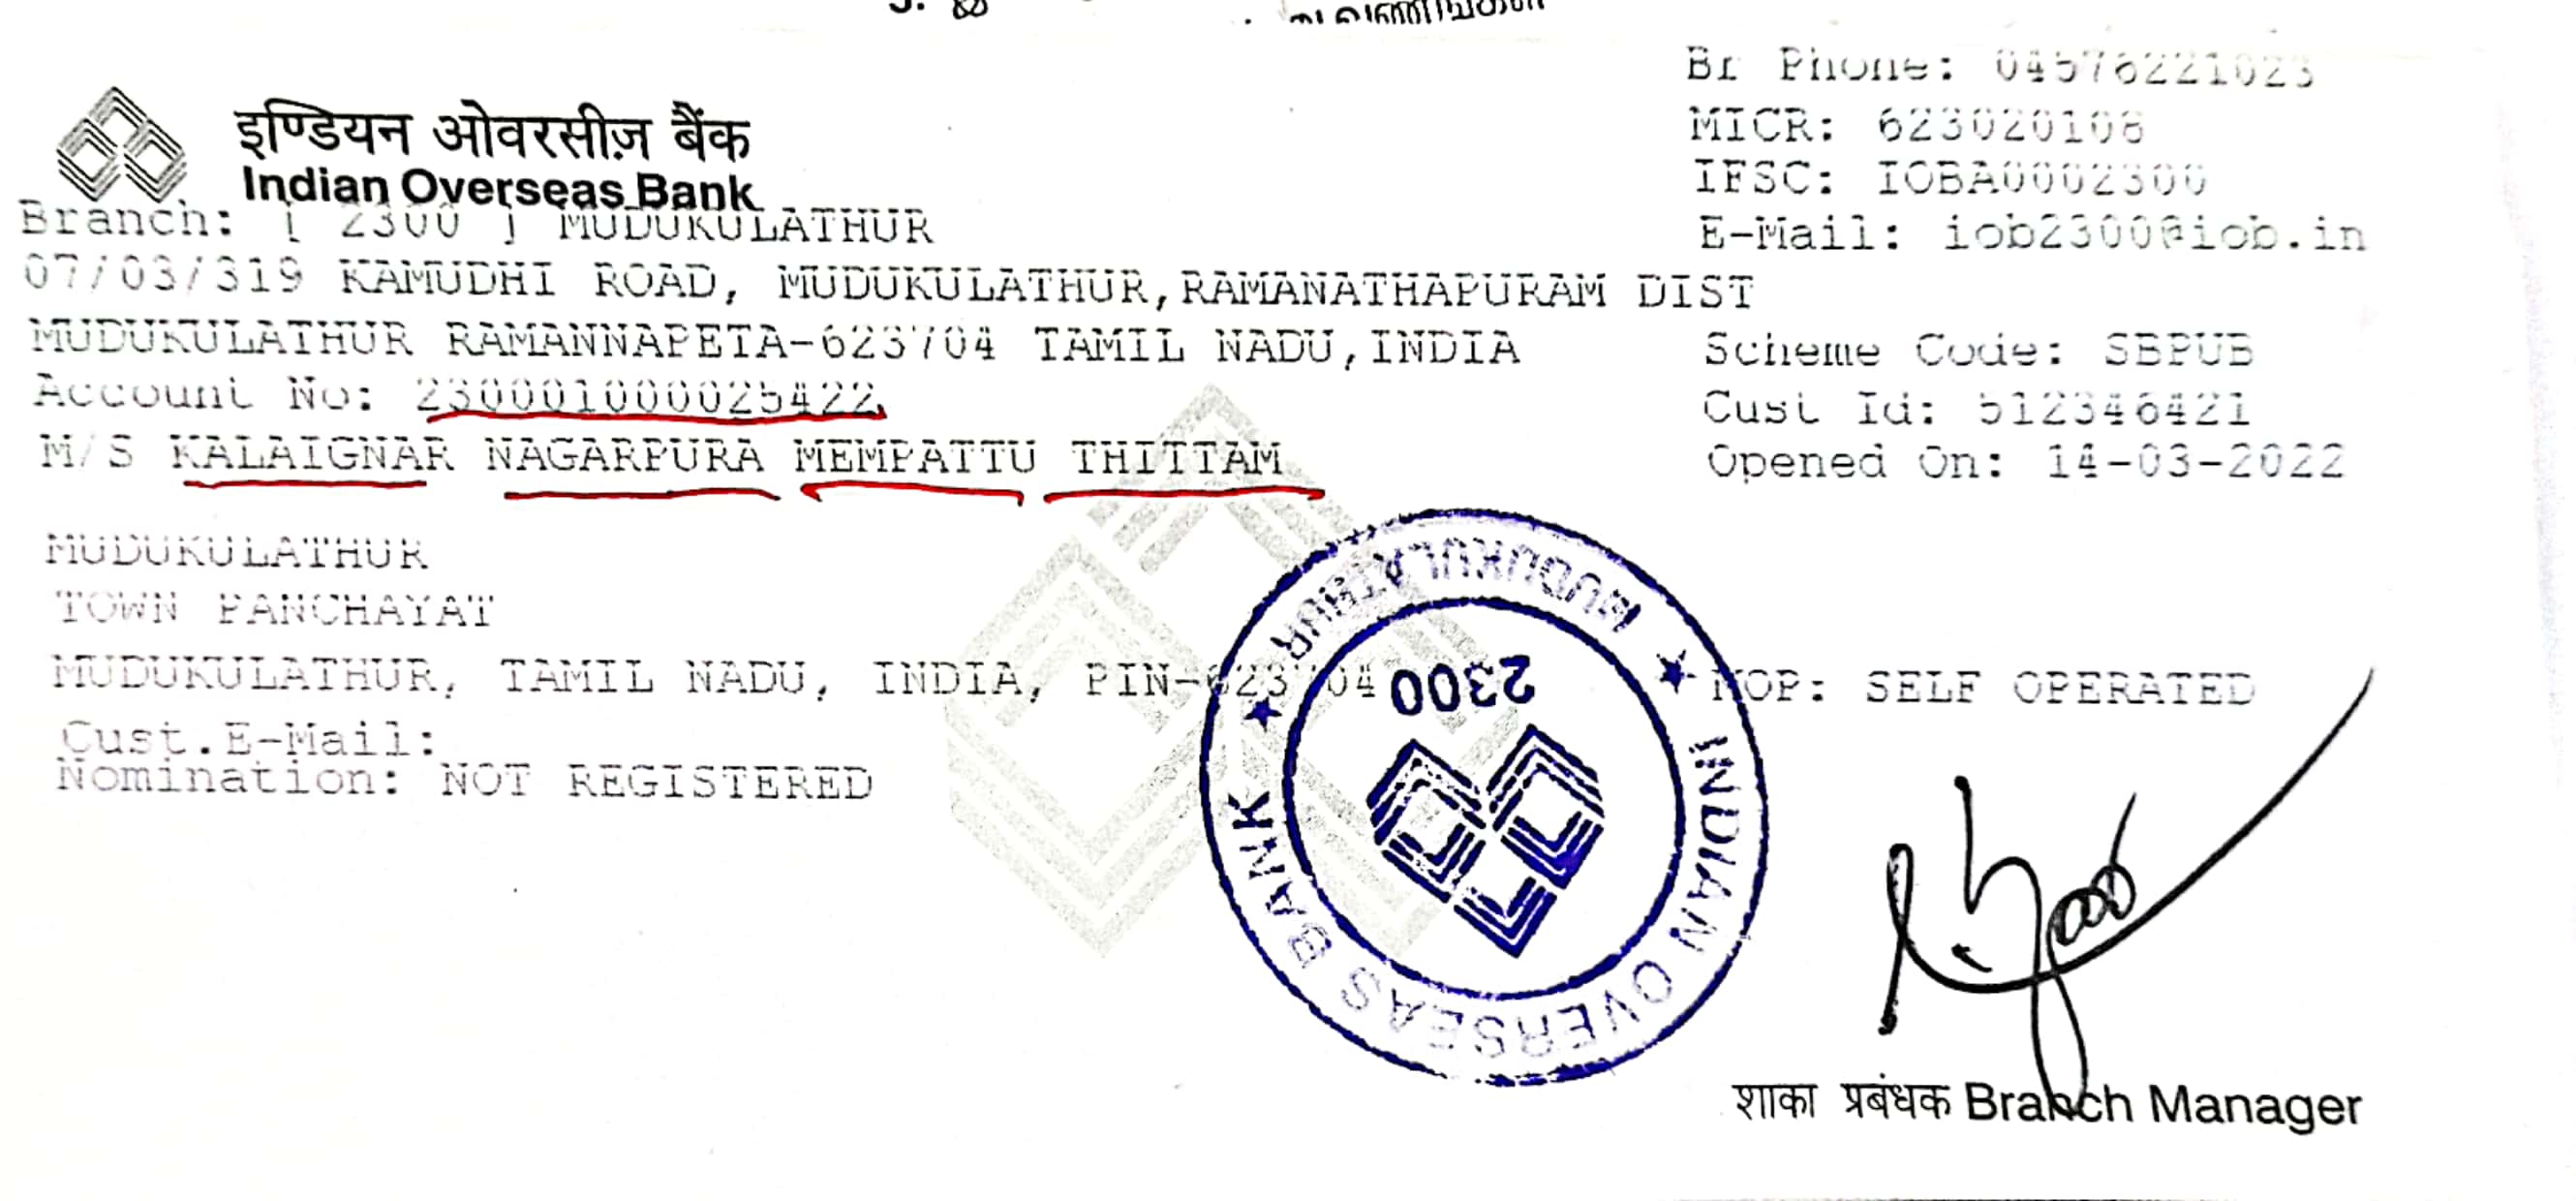 इण्डियन ओवरसीज़ बैंक
Indian Overseas Bank
Br Phone: 04576221023
MICR: 623020108
IFSC: IOBA0002300
E-Mail: iob2300@iob.in
Branch: [ 2300 ] MUDUKULATHUR
07/03/319 KAMUDHI ROAD, MUDUKULATHUR,RAMANATHAPURAM DIST
MUDUKULATHUR RAMANNAPETA-623704 TAMIL NADU,INDIA
Scheme Code: SBPUB
Account No: 230001000025422
Cust Id: 512346421
M/S KALAIGNAR NAGARPURA MEMPATTU THITTAM
Opened On: 14-03-2022
MUDUKULATHUR
TOWN PANCHAYAT
MUDUKULATHUR, TAMIL NADU, INDIA, PIN-623704
MOP: SELF OPERATED
Cust.E-Mail:
Nomination: NOT REGISTERED
MUDUKULATHUR ★ INDIAN OVERSEAS BANK ★
2300
शाका प्रबंधक Branch Manager